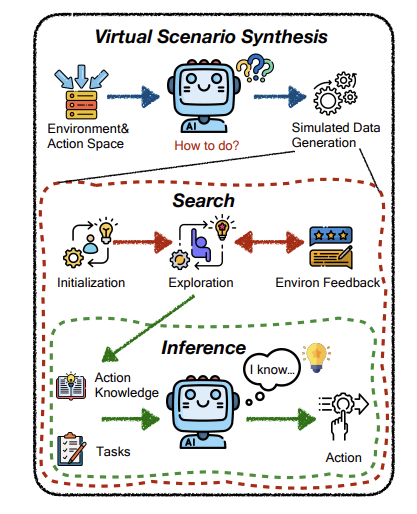 Virtual Scenario Synthesis
Environment&
Action Space
AI
How to do?
Simulated Data
Generation
Search
Initialization
Exploration
Environ Feedback
Inference
I know...
Action
Knowledge
Tasks
AI
Action